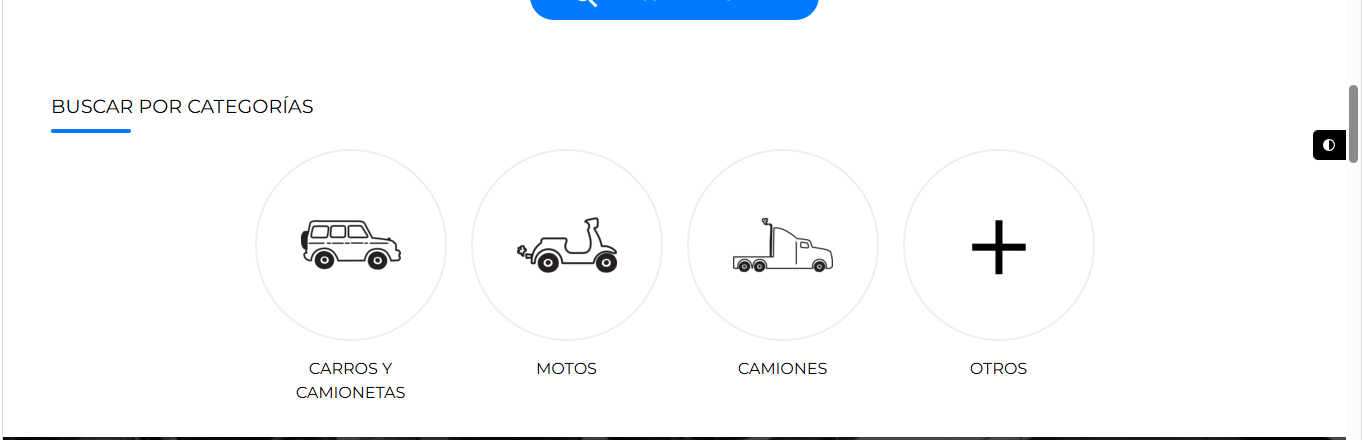 BUSCAR POR CATEGORÍAS
CARROS Y
CAMIONETAS
MOTOS
CAMIONES
OTROS